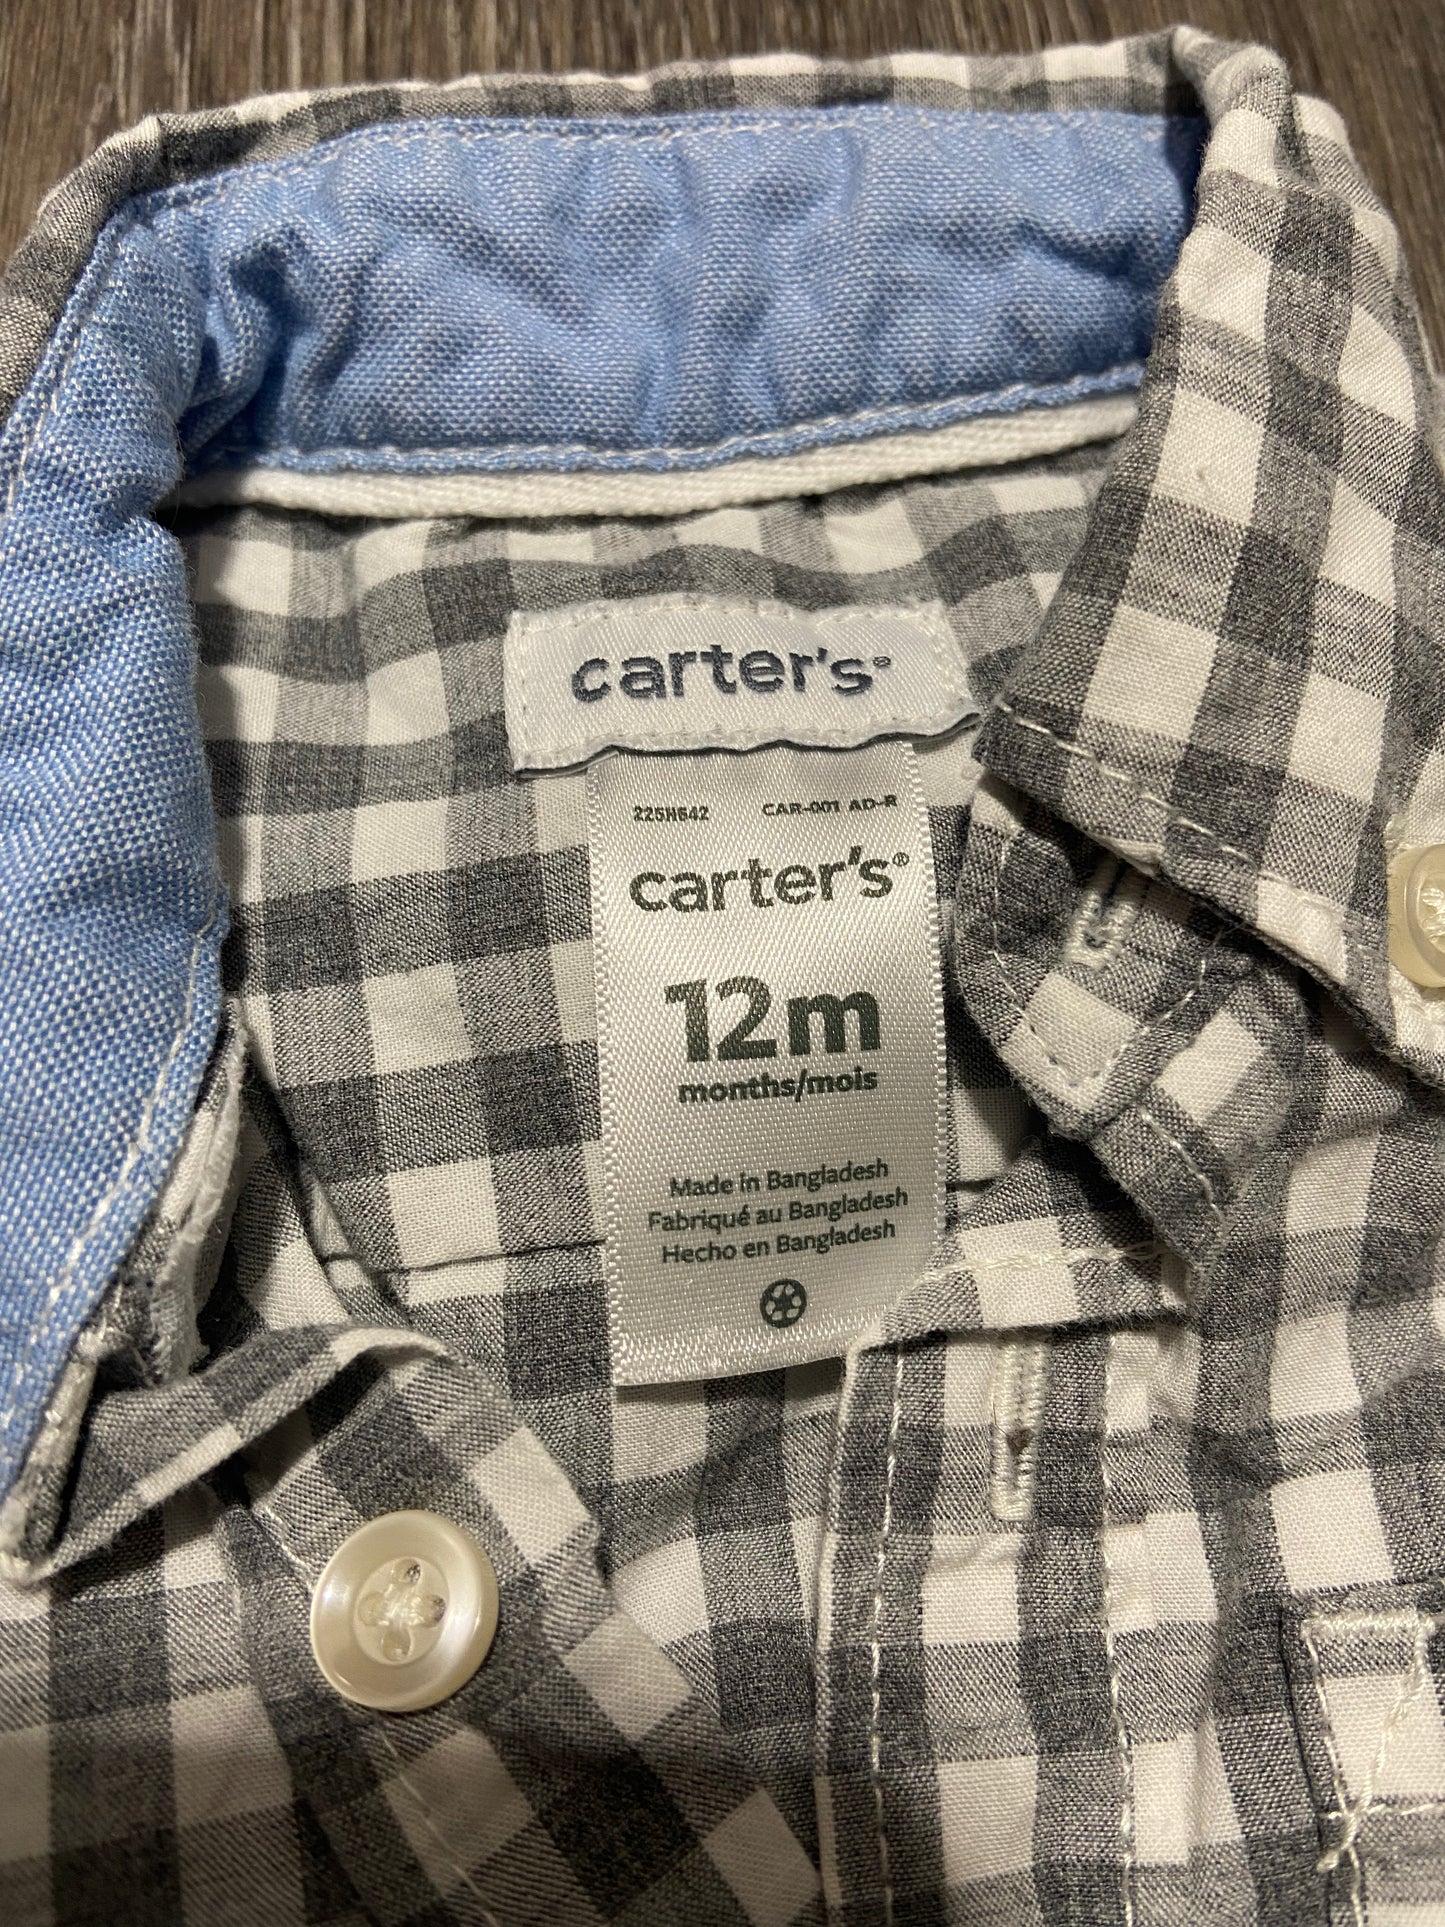 carter's®
225H642 CAR-001 AD-R
carter's®
12m
months/mois
Made in Bangladesh
Fabriqué au Bangladesh
Hecho en Bangladesh